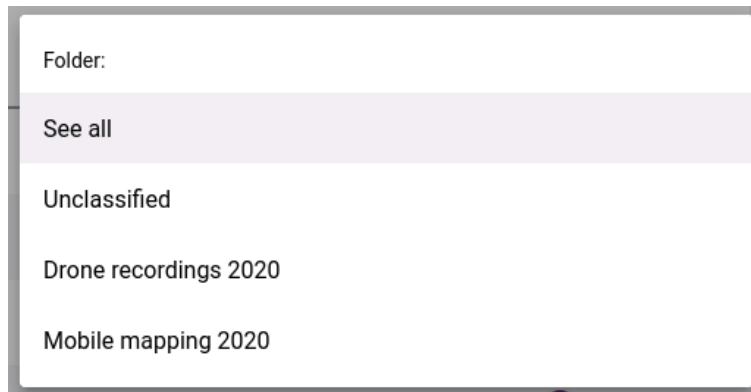 Folder:
See all
Unclassified
Drone recordings 2020
Mobile mapping 2020